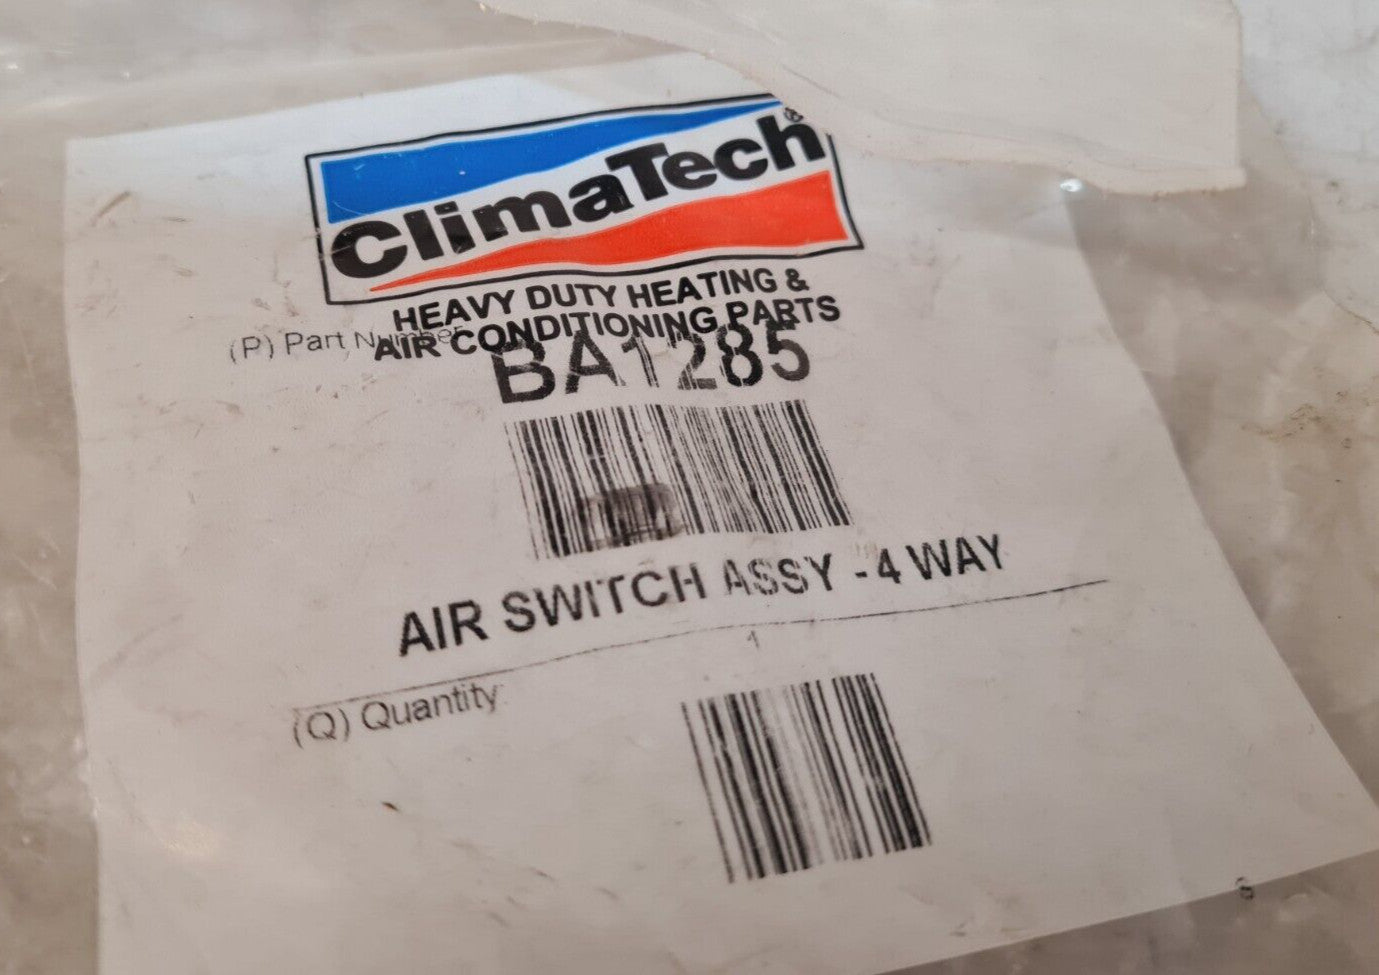 ClimaTech®
HEAVY DUTY HEATING &
AIR CONDITIONING PARTS
(P) Part Number
BA1285
AIR SWITCH ASSY - 4 WAY
1
(Q) Quantity